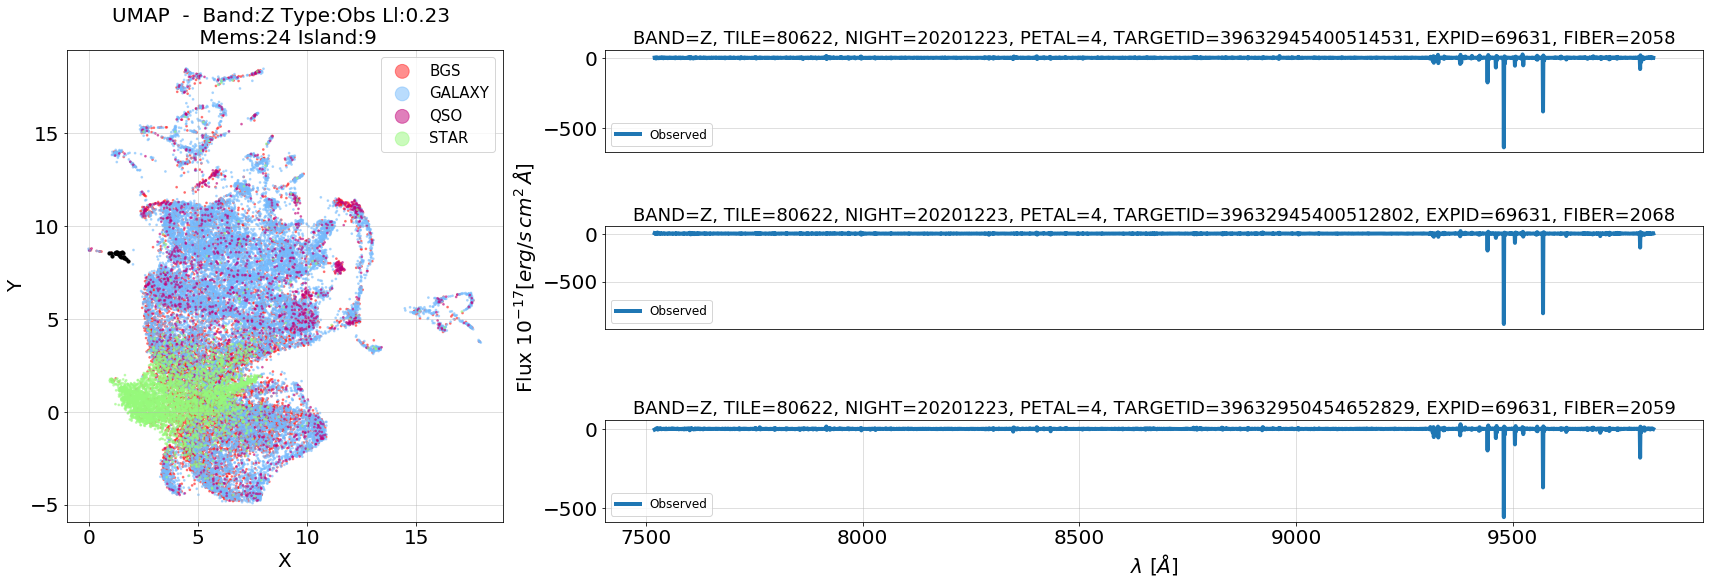 UMAP - Band:Z Type:Obs Ll:0.23
Mems:24 Island:9
BGS
GALAXY
QSO
STAR
15
10
5
0
−5
Y
0
5
10
15
X
Flux 10⁻¹⁷[erg/s cm² Å]
BAND=Z, TILE=80622, NIGHT=20201223, PETAL=4, TARGETID=39632945400514531, EXPID=69631, FIBER=2058
0
−500
Observed
BAND=Z, TILE=80622, NIGHT=20201223, PETAL=4, TARGETID=39632945400512802, EXPID=69631, FIBER=2068
0
−500
Observed
BAND=Z, TILE=80622, NIGHT=20201223, PETAL=4, TARGETID=39632950454652829, EXPID=69631, FIBER=2059
0
−500
Observed
7500
8000
8500
9000
9500
λ [Å]